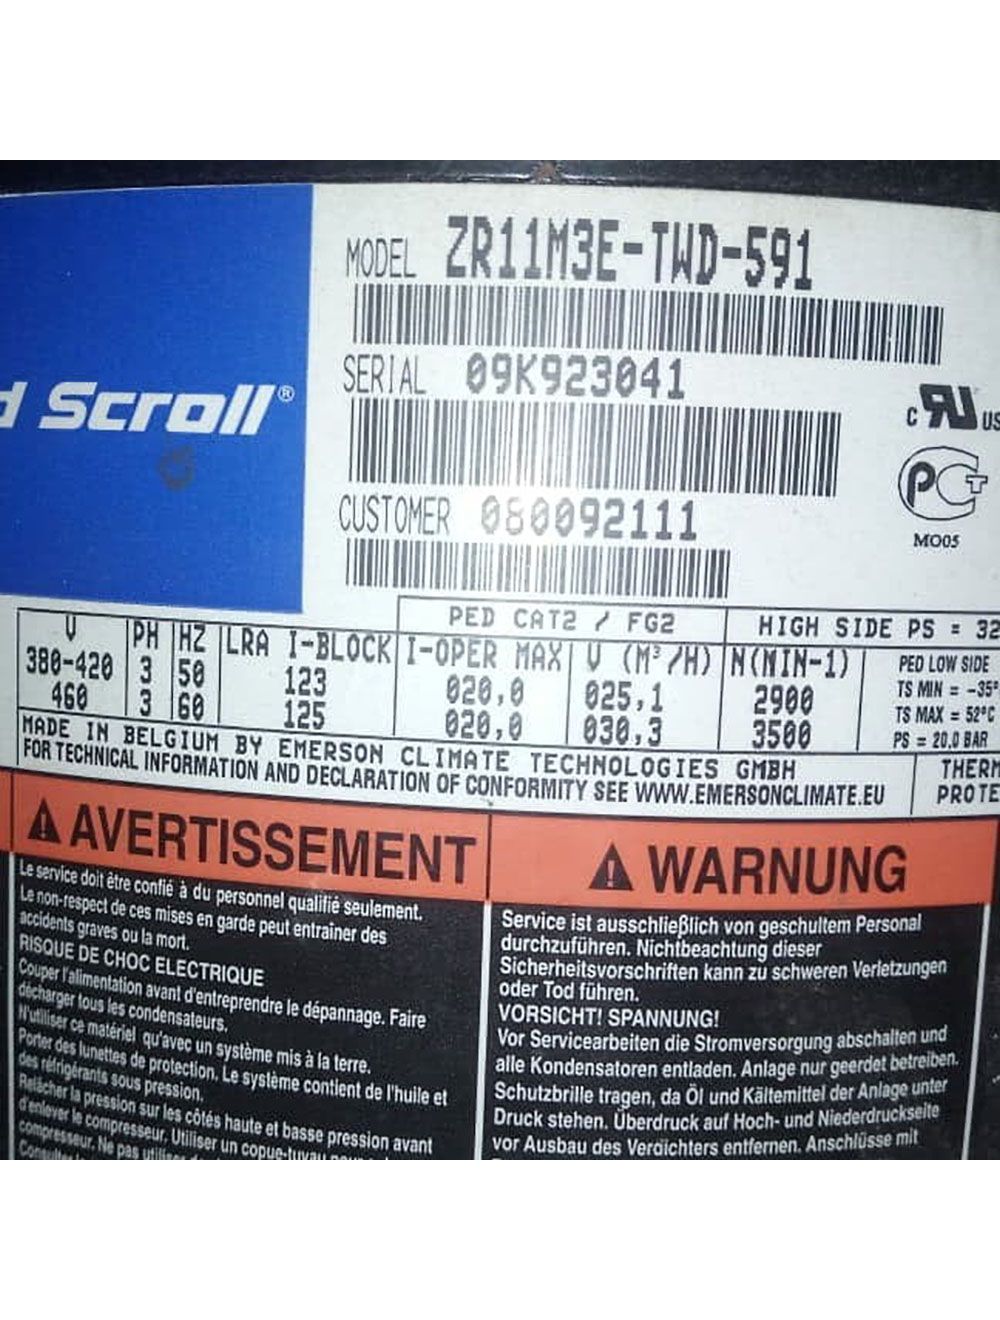 d Scroll®
MODEL ZR11M3E-TWD-591
SERIAL 09K923041
CUSTOMER 080092111
C RU US
PCT
MO05
PED CAT2 / FG2 HIGH SIDE PS = 32
V PH HZ LRA I-BLOCK I-OPER MAX V (M³/H) N(MIN-1)
380-420 3 50 123 020,0 025,1 2900
460 3 60 125 020,0 030,3 3500
PED LOW SIDE
TS MIN = -35°
TS MAX = 52°C
PS = 20.0 BAR
MADE IN BELGIUM BY EMERSON CLIMATE TECHNOLOGIES GMBH
FOR TECHNICAL INFORMATION AND DECLARATION OF CONFORMITY SEE WWW.EMERSONCLIMATE.EU
THERM
PROTE
AVERTISSEMENT
Le service doit être confié à du personnel qualifié seulement.
Le non-respect de ces mises en garde peut entrainer des
accidents graves ou la mort.
RISQUE DE CHOC ELECTRIQUE
Couper l'alimentation avant d'entreprendre le dépannage. Faire
décharger tous les condensateurs.
N'utiliser ce matériel qu'avec un système mis à la terre.
Porter des lunettes de protection. Le système contient de l'huile et
des réfrigérants sous pression.
Relâcher la pression sur les côtés haute et basse pression avant
d'enlever le compresseur. Utiliser un coupe-tuyau pour
compresseur. Ne pas utiliser
WARNUNG
Service ist ausschließlich von geschultem Personal
durchzuführen. Nichtbeachtung dieser
Sicherheitsvorschriften kann zu schweren Verletzungen
oder Tod führen.
VORSICHT! SPANNUNG!
Vor Servicearbeiten die Stromversorgung abschalten und
alle Kondensatoren entladen. Anlage nur geerdet betreiben.
Schutzbrille tragen, da Öl und Kältemittel der Anlage unter
Druck stehen. Überdruck auf Hoch- und Niederdruckseite
vor Ausbau des Verdichters entfernen. Anschlüsse mit